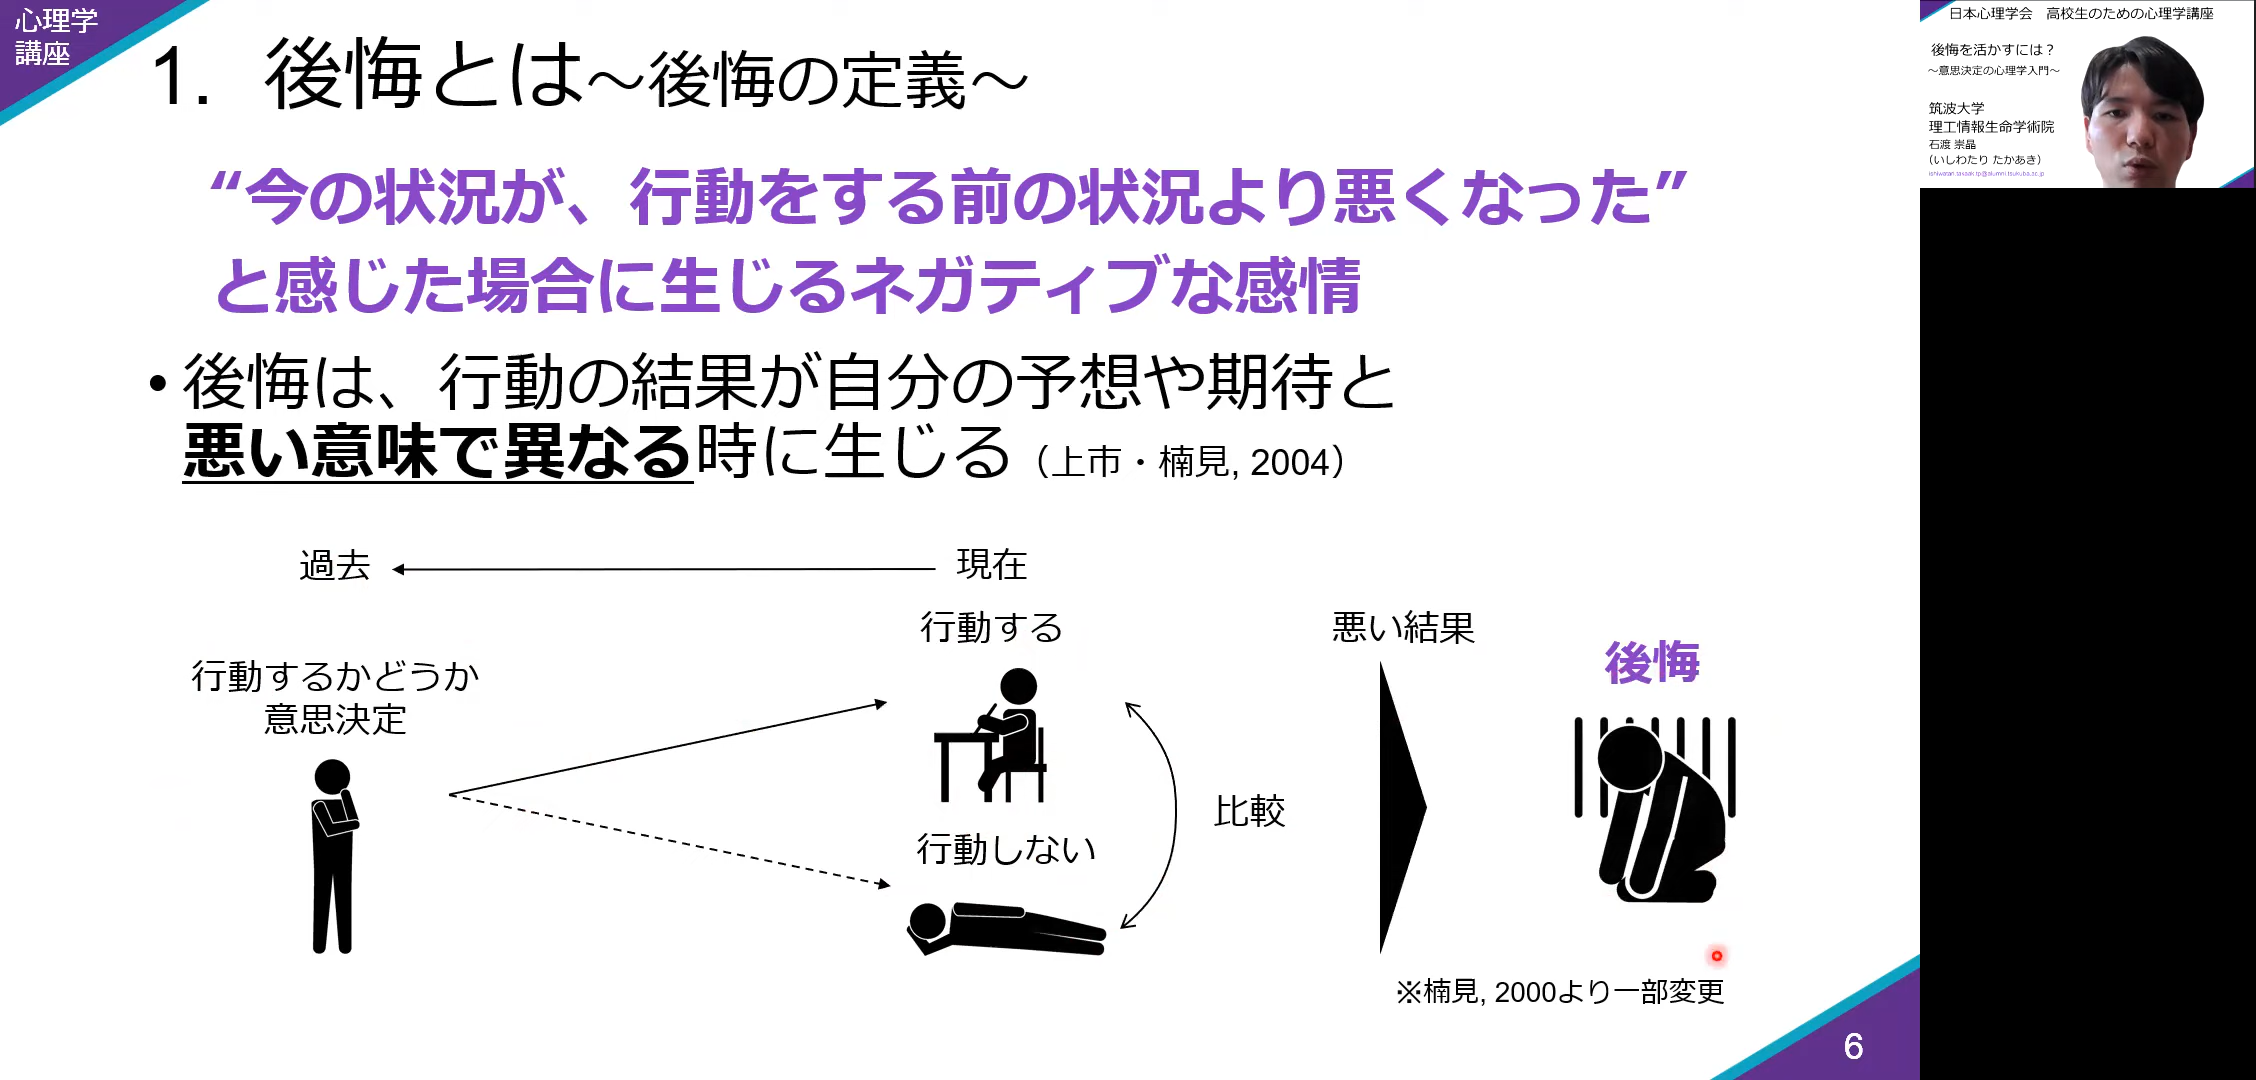 心理学
講座
1. 後悔とは～後悔の定義～
“今の状況が、行動をする前の状況より悪くなった”
と感じた場合に生じるネガティブな感情
・後悔は、行動の結果が自分の予想や期待と
悪い意味で異なる時に生じる（上市・楠見, 2004）
過去
現在
行動するかどうか
意思決定
行動する
行動しない
比較
悪い結果
後悔
※楠見, 2000より一部変更
6
日本心理学会　高校生のための心理学講座
後悔を活かすには？
～意思決定の心理学入門～
筑波大学
理工情報生命学術院
石渡 崇晶
（いしわたり たかあき）